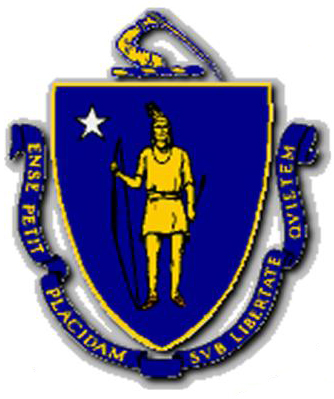 ENSE PETIT
PLACIDAM
SVB LIBERTATE
QVIETEM